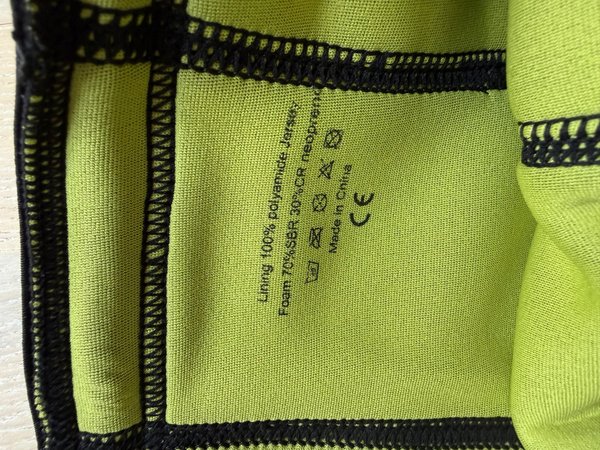 Lining 100% polyamide Jersey
Foam 70%SBR 30%CR neoprene
Made in China
CE